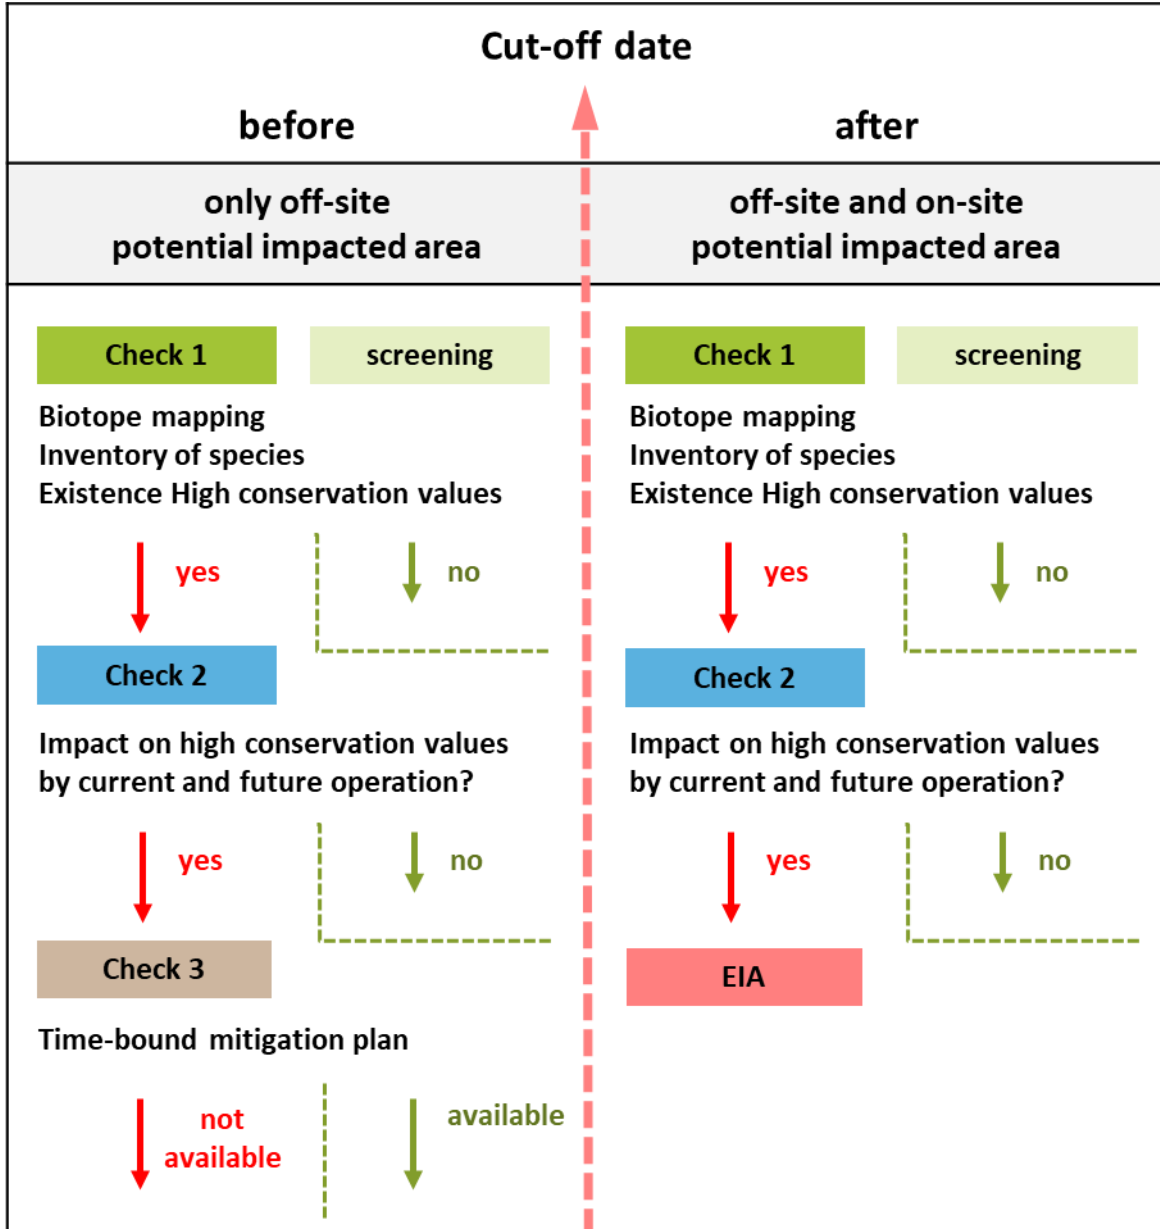 Cut-off date
before
after
only off-site
potential impacted area
off-site and on-site
potential impacted area
Check 1
screening
Biotope mapping
Inventory of species
Existence High conservation values
yes
no
Check 2
Impact on high conservation values
by current and future operation?
yes
no
Check 3
Time-bound mitigation plan
not
available
available
Check 1
screening
Biotope mapping
Inventory of species
Existence High conservation values
yes
no
Check 2
Impact on high conservation values
by current and future operation?
yes
no
EIA